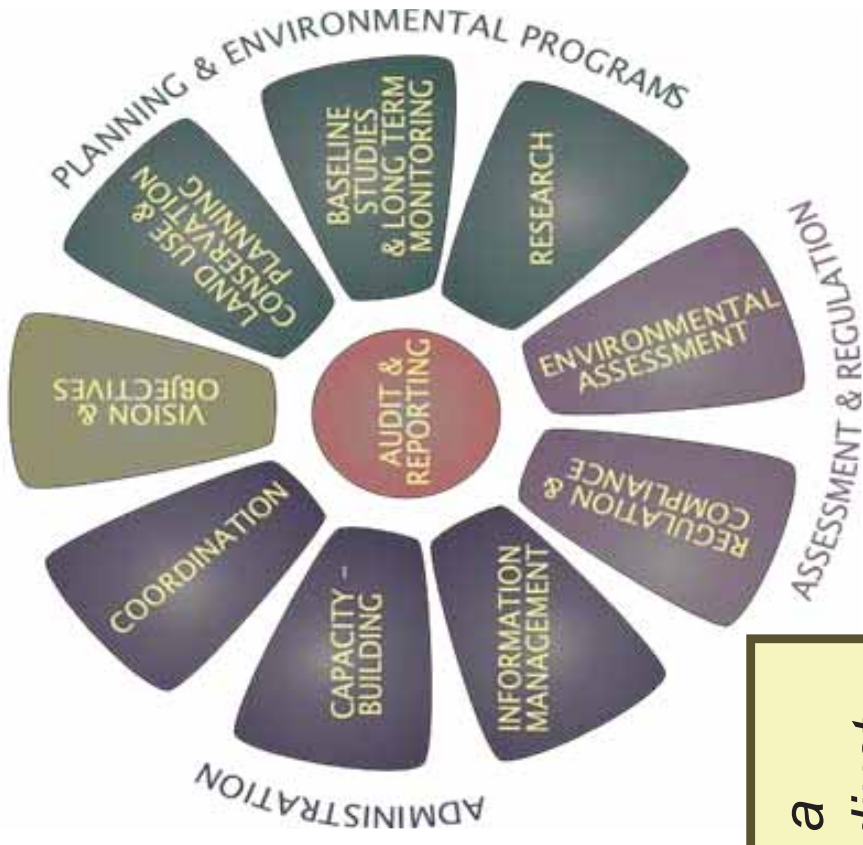 PLANNING & ENVIRONMENTAL PROGRAMS
LAND USE &
CONSERVATION
PLANNING
BASELINE
STUDIES
& LONG TERM
MONITORING
RESEARCH
ASSESSMENT & REGULATION
ENVIRONMENTAL
ASSESSMENT
REGULATION &
COMPLIANCE
ADMINISTRATION
INFORMATION
MANAGEMENT
CAPACITY –
BUILDING
COORDINATION
VISION &
OBJECTIVES
AUDIT &
REPORTING
a